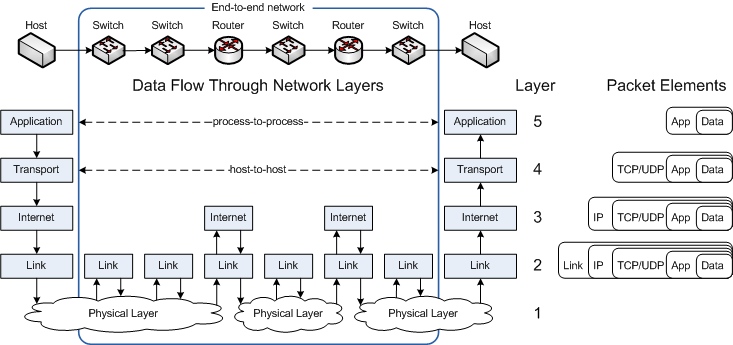 End-to-end network
Host Switch Switch Router Switch Router Switch Host
Data Flow Through Network Layers Layer Packet Elements
Application process-to-process Application 5 App Data
Transport host-to-host Transport 4 TCP/UDP App Data
Internet Internet Internet Internet 3 IP TCP/UDP App Data
Link Link Link Link Link Link Link Link 2 Link IP TCP/UDP App Data
Physical Layer Physical Layer Physical Layer 1